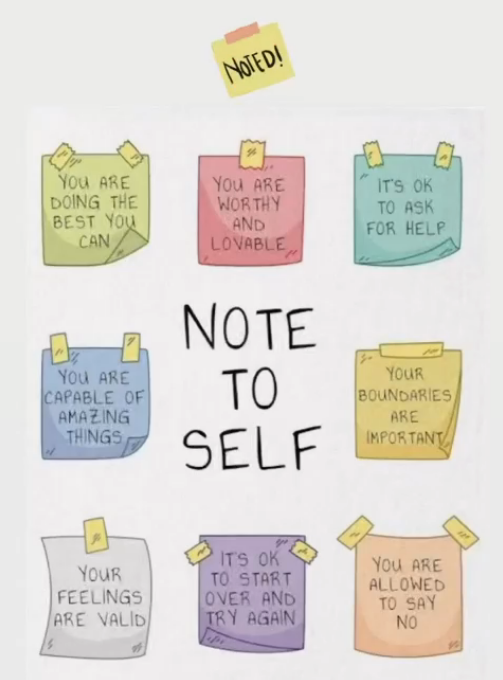 NOTED!
YOU ARE
DOING THE
BEST YOU
CAN
YOU ARE
WORTHY
AND
LOVABLE
IT'S OK
TO ASK
FOR HELP
NOTE
TO
SELF
YOU ARE
CAPABLE OF
AMAZING
THINGS
YOUR
BOUNDARIES
ARE
IMPORTANT
YOUR
FEELINGS
ARE VALID
IT'S OK
TO START
OVER AND
TRY AGAIN
YOU ARE
ALLOWED
TO SAY
NO